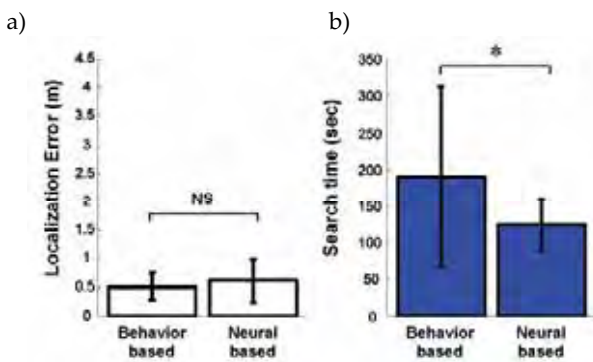 a)
b)
Localization Error (m)
4.5
4
3.5
3
2.5
2
1.5
1
0.5
0
NS
Behavior
based
Neural
based
Search time (sec)
350
300
250
200
150
100
50
0
*
Behavior
based
Neural
based